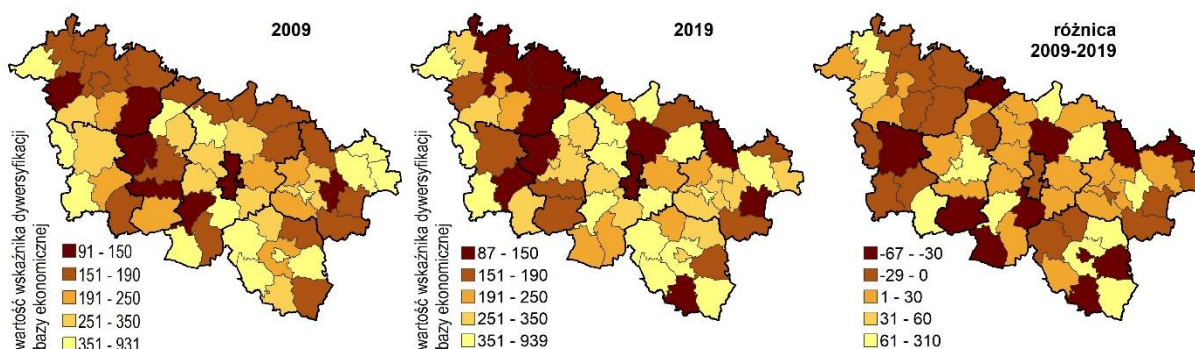 2009
wartość wskaźnika dywersyfikacji
bazy ekonomicznej
91 - 150
151 - 190
191 - 250
251 - 350
351 - 931
2019
wartość wskaźnika dywersyfikacji
bazy ekonomicznej
87 - 150
151 - 190
191 - 250
251 - 350
351 - 939
różnica
2009-2019
-67 - -30
-29 - 0
1 - 30
31 - 60
61 - 310